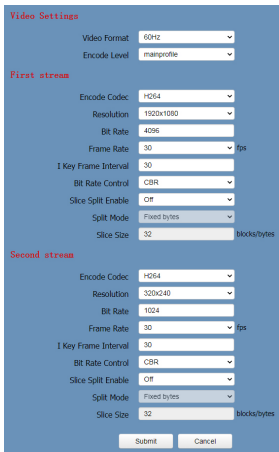 Video Settings
Video Format 60Hz
Encode Level mainprofile
First stream
Encode Codec H264
Resolution 1920x1080
Bit Rate 4096
Frame Rate 30 fps
I Key Frame Interval 30
Bit Rate Control CBR
Slice Split Enable Off
Split Mode Fixed bytes
Slice Size 32 blocks/bytes
Second stream
Encode Codec H264
Resolution 320x240
Bit Rate 1024
Frame Rate 30 fps
I Key Frame Interval 30
Bit Rate Control CBR
Slice Split Enable Off
Split Mode Fixed bytes
Slice Size 32 blocks/bytes
Submit Cancel